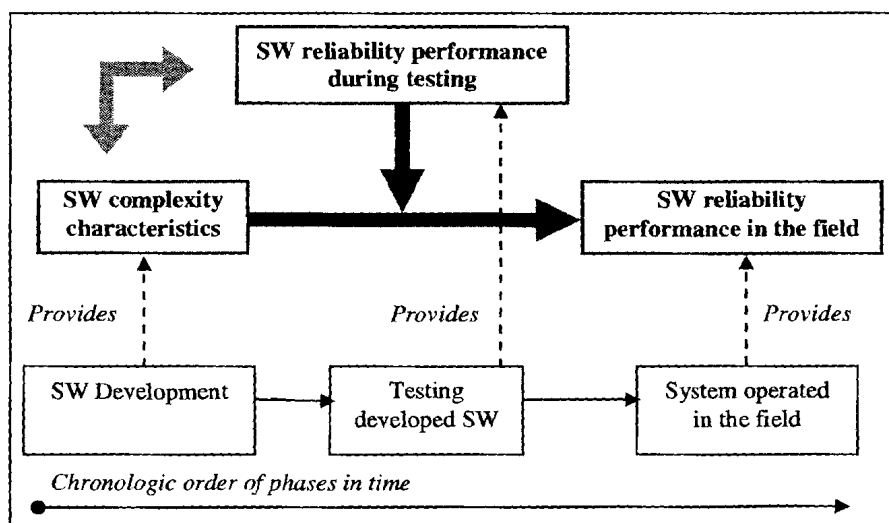 SW reliability performance
during testing
SW complexity
characteristics
SW reliability
performance in the field
Provides
Provides
Provides
SW Development
Testing
developed SW
System operated
in the field
Chronologic order of phases in time